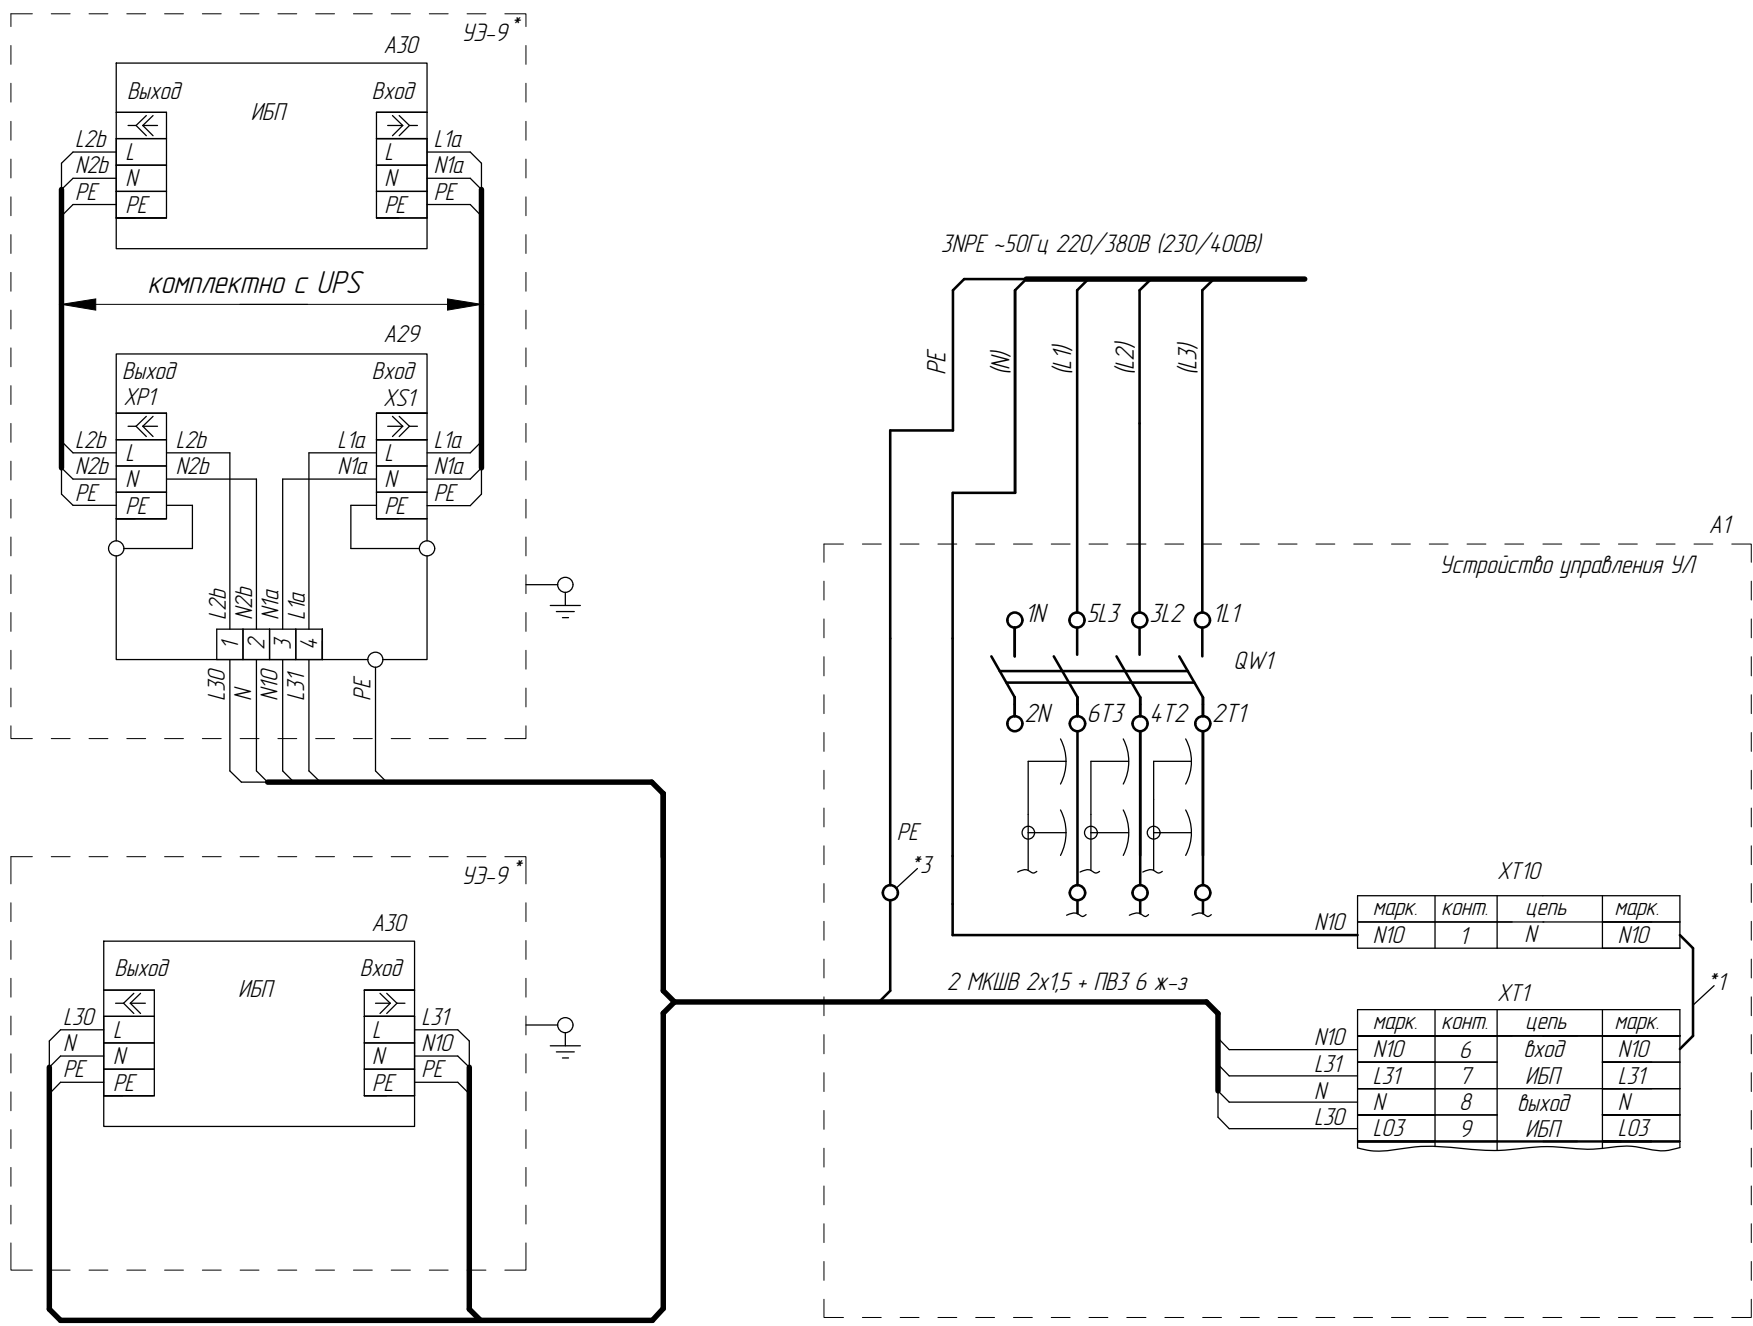 УЭ-9*
А30
Выход
ИБП
Вход
L2b
L
L
L1a
N2b
N
N
N1a
PE
PE
PE
PE
комплектно с UPS
А29
Выход
Вход
XP1
XS1
L2b
L
L2b
L1a
L
L1a
N2b
N
N2b
N1a
N
N1a
PE
PE
PE
PE
L2b
N2b
N1a
L1a
1
2
3
4
L30
N
N10
L31
PE
УЭ-9*
А30
Выход
ИБП
Вход
L30
L
L
L31
N
N
N
N10
PE
PE
PE
PE
3NPE ~50Гц 220/380В (230/400В)
PE
(N)
(L1)
(L2)
(L3)
А1
Устройство управления УЛ
1N
5L3
3L2
1L1
QW1
2N
6T3
4T2
2T1
PE
*3
XT10
марк.
конт.
цепь
марк.
N10
N10
1
N
N10
2 МКШВ 2х1,5 + ПВ3 6 ж-з
*1
XT1
марк.
конт.
цепь
марк.
N10
N10
6
вход
N10
L31
L31
7
ИБП
L31
N
N
8
выход
N
L30
L03
9
ИБП
L03